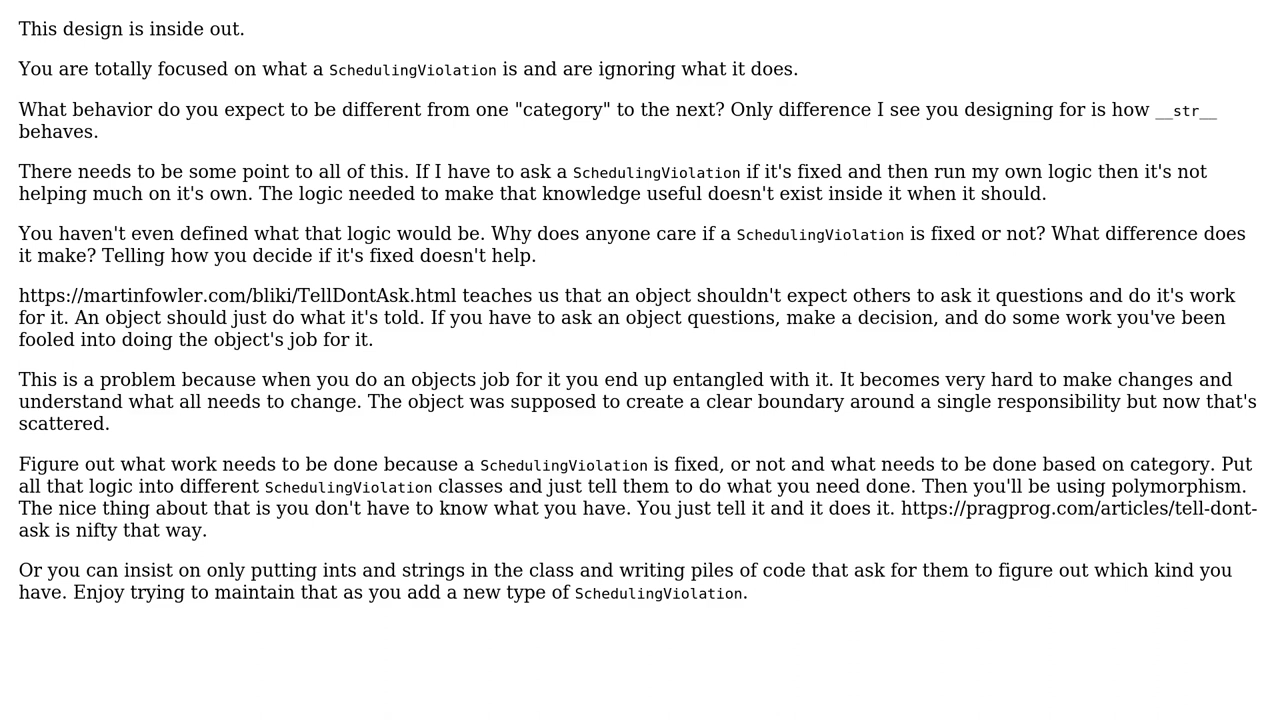 This design is inside out.
You are totally focused on what a SchedulingViolation is and are ignoring what it does.
What behavior do you expect to be different from one "category" to the next? Only difference I see you designing for is how __str__
behaves.
There needs to be some point to all of this. If I have to ask a SchedulingViolation if it's fixed and then run my own logic then it's not
helping much on it's own. The logic needed to make that knowledge useful doesn't exist inside it when it should.
You haven't even defined what that logic would be. Why does anyone care if a SchedulingViolation is fixed or not? What difference does
it make? Telling how you decide if it's fixed doesn't help.
https://martinfowler.com/bliki/TellDontAsk.html teaches us that an object shouldn't expect others to ask it questions and do it's work
for it. An object should just do what it's told. If you have to ask an object questions, make a decision, and do some work you've been
fooled into doing the object's job for it.
This is a problem because when you do an objects job for it you end up entangled with it. It becomes very hard to make changes and
understand what all needs to change. The object was supposed to create a clear boundary around a single responsibility but now that's
scattered.
Figure out what work needs to be done because a SchedulingViolation is fixed, or not and what needs to be done based on category. Put
all that logic into different SchedulingViolation classes and just tell them to do what you need done. Then you'll be using polymorphism.
The nice thing about that is you don't have to know what you have. You just tell it and it does it. https://pragprog.com/articles/tell-dont-
ask is nifty that way.
Or you can insist on only putting ints and strings in the class and writing piles of code that ask for them to figure out which kind you
have. Enjoy trying to maintain that as you add a new type of SchedulingViolation.